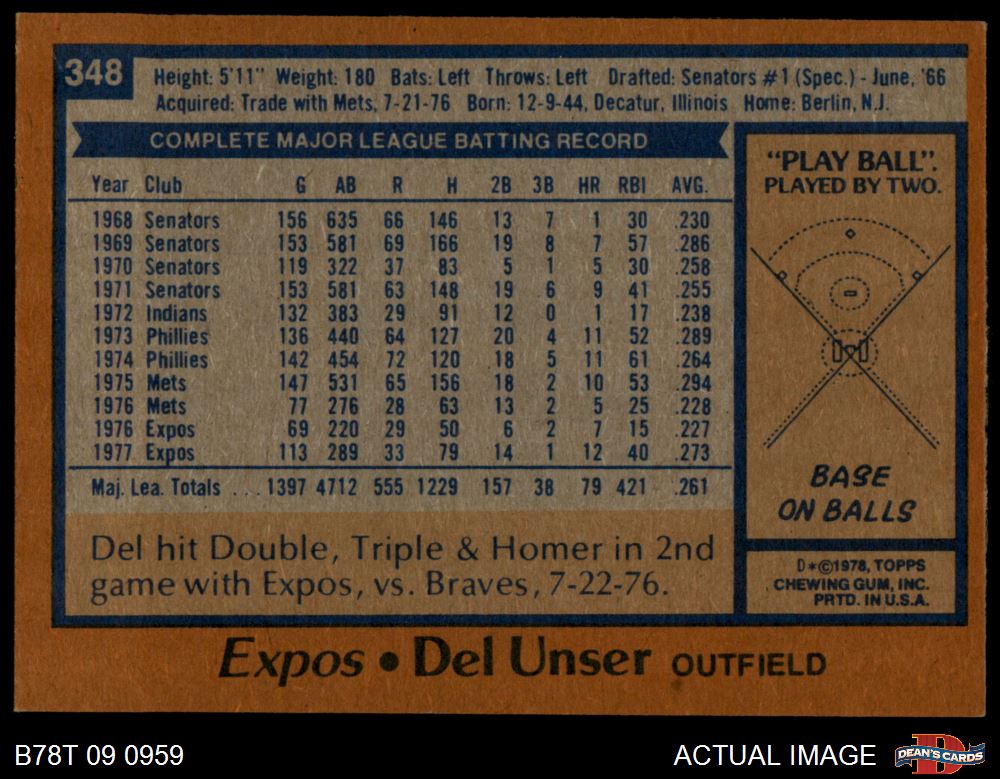 348
Height: 5'11" Weight: 180 Bats: Left Throws: Left Drafted: Senators #1 (Spec.) - June, '66
Acquired: Trade with Mets, 7-21-76 Born: 12-9-44, Decatur, Illinois Home: Berlin, N.J.
COMPLETE MAJOR LEAGUE BATTING RECORD
Year Club G AB R H 2B 3B HR RBI AVG.
1968 Senators 156 635 66 146 13 7 1 30 .230
1969 Senators 153 581 69 166 19 8 7 57 .286
1970 Senators 119 322 37 83 5 1 5 30 .258
1971 Senators 153 581 63 148 19 6 9 41 .255
1972 Indians 132 383 29 91 12 0 1 17 .238
1973 Phillies 136 440 64 127 20 4 11 52 .289
1974 Phillies 142 454 72 120 18 5 11 61 .264
1975 Mets 147 531 65 156 18 2 10 53 .294
1976 Mets 77 276 28 63 13 2 5 25 .228
1976 Expos 69 220 29 50 6 2 7 15 .227
1977 Expos 113 289 33 79 14 1 12 40 .273
Maj. Lea. Totals ... 1397 4712 555 1229 157 38 79 421 .261
Del hit Double, Triple & Homer in 2nd
game with Expos, vs. Braves, 7-22-76.
"PLAY BALL".
PLAYED BY TWO.
BASE
ON BALLS
D*©1978, TOPPS
CHEWING GUM, INC.
PRTD. IN U.S.A.
Expos • Del Unser OUTFIELD
B78T 09 0959
ACTUAL IMAGE
DEAN'S CARDS